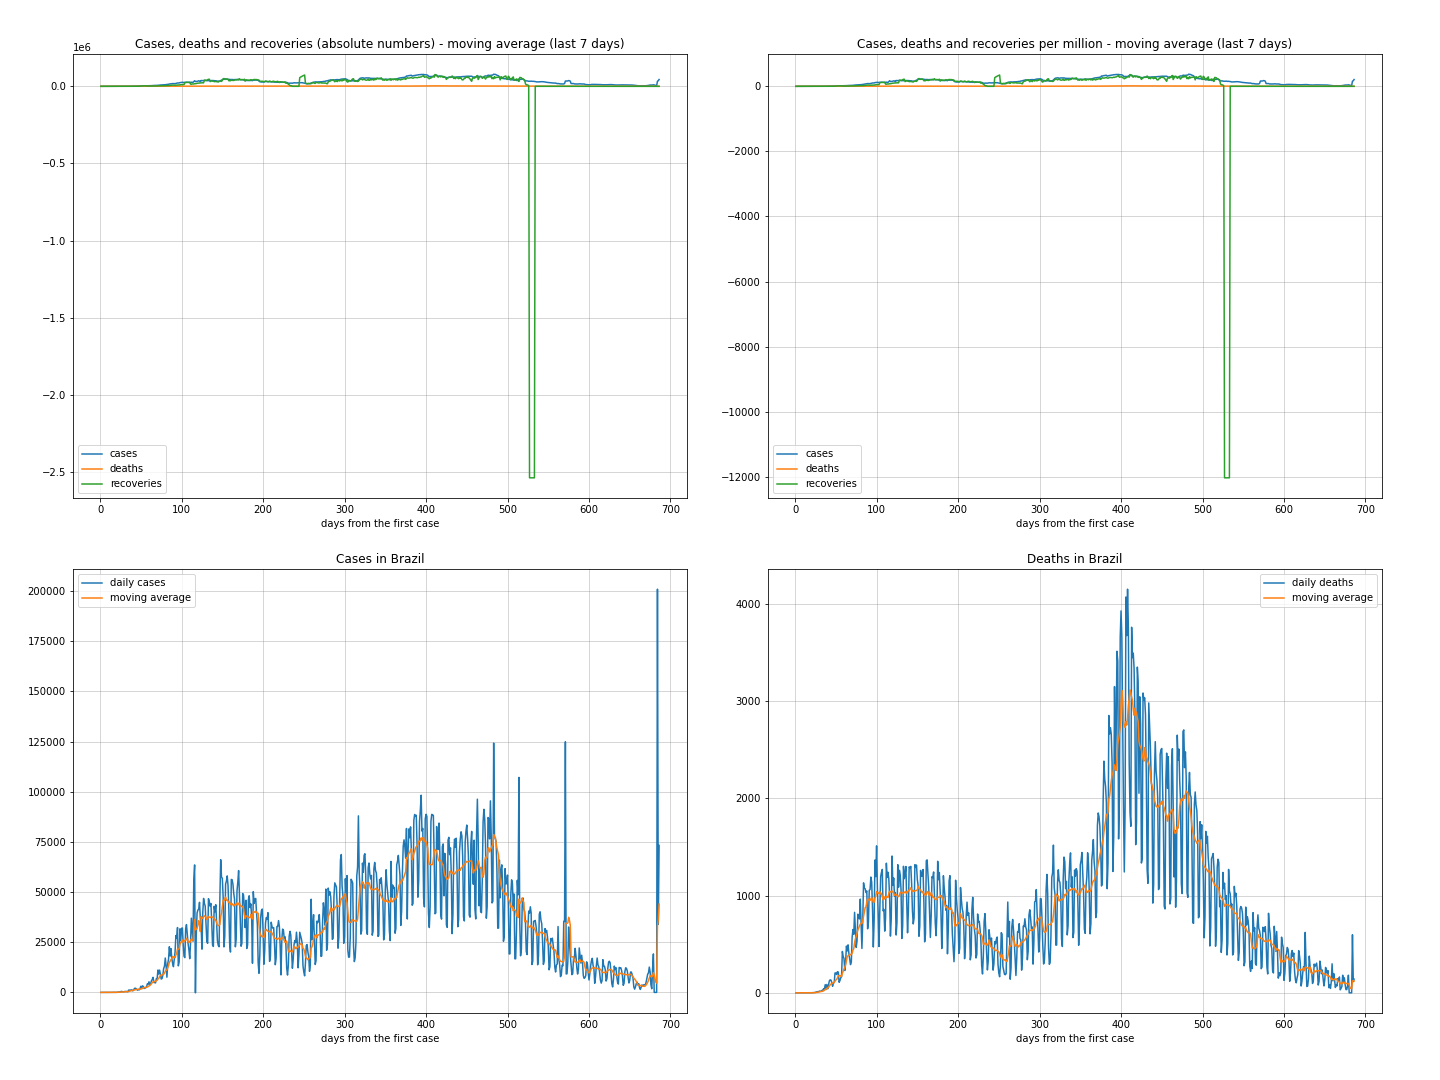 Cases, deaths and recoveries (absolute numbers) - moving average (last 7 days)
1e6
0.0
−0.5
−1.0
−1.5
−2.0
−2.5
cases
deaths
recoveries
0 100 200 300 400 500 600 700
days from the first case
Cases, deaths and recoveries per million - moving average (last 7 days)
0
−2000
−4000
−6000
−8000
−10000
−12000
cases
deaths
recoveries
0 100 200 300 400 500 600 700
days from the first case
Cases in Brazil
daily cases
moving average
200000
175000
150000
125000
100000
75000
50000
25000
0
0 100 200 300 400 500 600 700
days from the first case
Deaths in Brazil
daily deaths
moving average
4000
3000
2000
1000
0
0 100 200 300 400 500 600 700
days from the first case